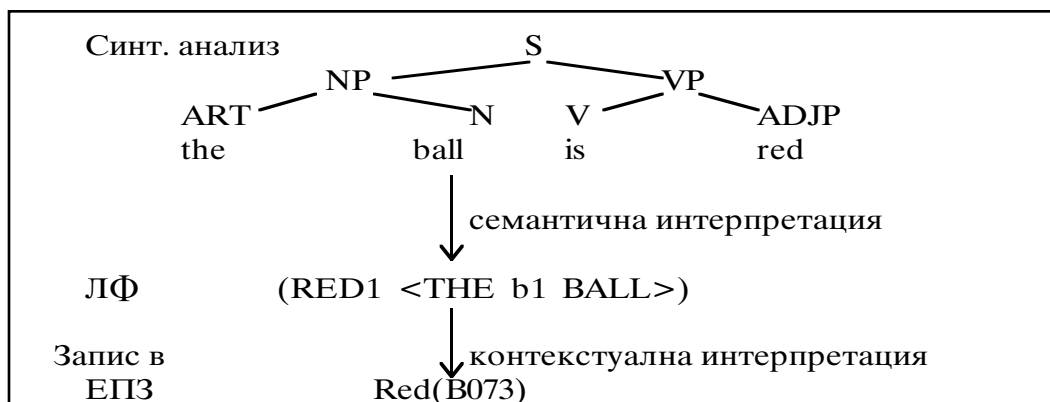 Синт. анализ S
NP VP
ART N V ADJP
the ball is red
семантична интерпретация
ЛФ (RED1 <THE b1 BALL>)
Запис в контекстуална интерпретация
ЕПЗ Red(B073)